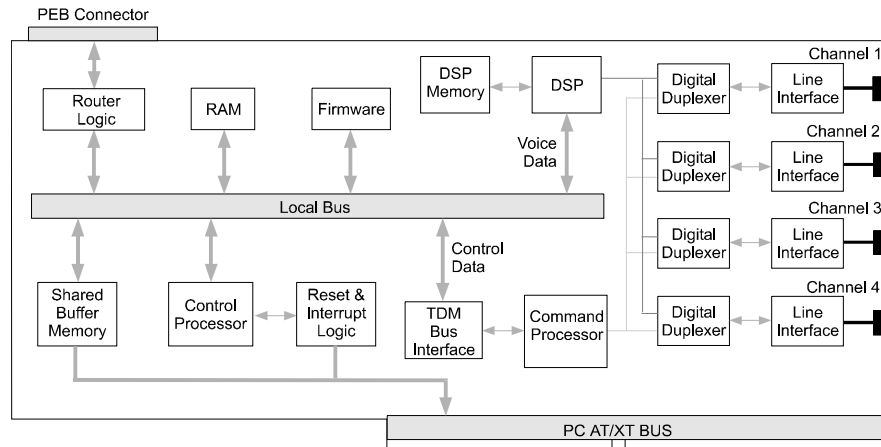 PEB Connector
Channel 1
Router
Logic
RAM
Firmware
DSP
Memory
DSP
Digital
Duplexer
Line
Interface
Voice
Data
Channel 2
Digital
Duplexer
Line
Interface
Local Bus
Channel 3
Digital
Duplexer
Line
Interface
Control
Data
Channel 4
Shared
Buffer
Memory
Control
Processor
Reset &
Interrupt
Logic
TDM
Bus
Interface
Command
Processor
Digital
Duplexer
Line
Interface
PC AT/XT BUS